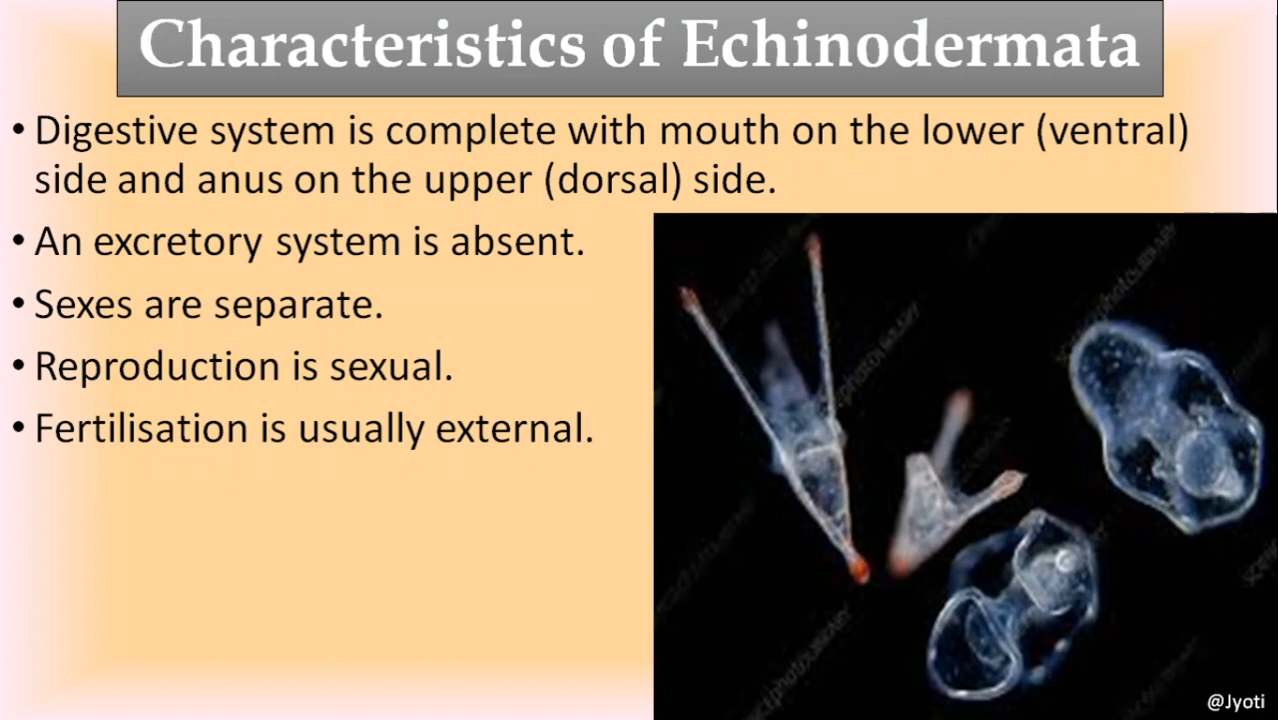 Characteristics of Echinodermata
• Digestive system is complete with mouth on the lower (ventral)
side and anus on the upper (dorsal) side.
• An excretory system is absent.
• Sexes are separate.
• Reproduction is sexual.
• Fertilisation is usually external.
@Jyoti